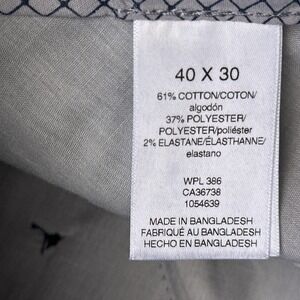 40 X 30
61% COTTON/COTON/
algodón
37% POLYESTER/
POLYESTER/poliéster
2% ELASTANE/ÉLASTHANNE/
elastano
WPL 386
CA36738
1054639
MADE IN BANGLADESH
FABRIQUÉ AU BANGLADESH
HECHO EN BANGLADESH